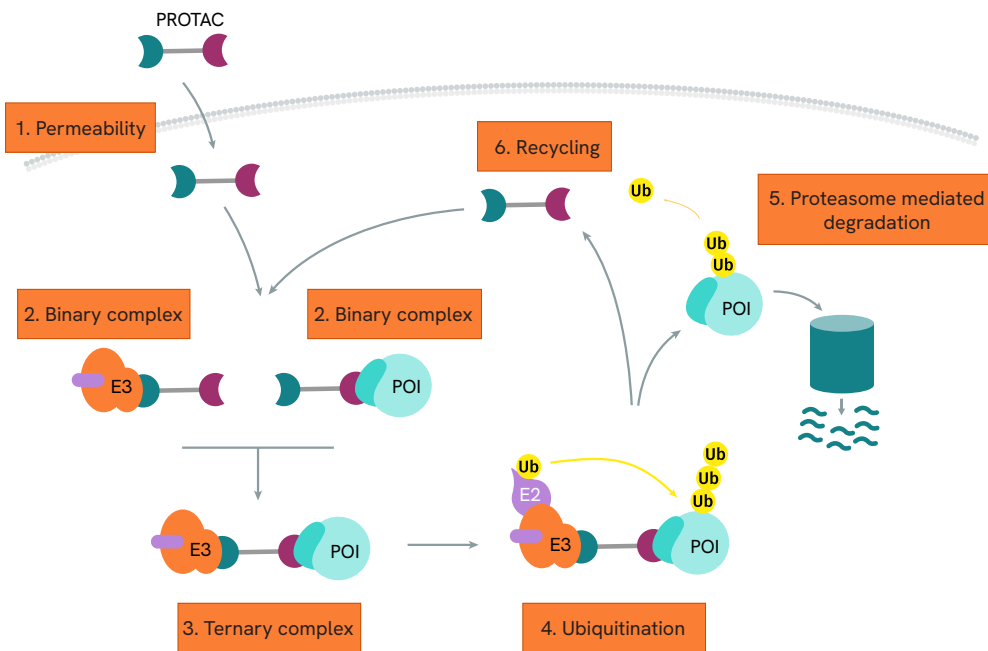 PROTAC
1. Permeability
6. Recycling
Ub
5. Proteasome mediated
degradation
Ub
Ub
POI
2. Binary complex
2. Binary complex
E3
POI
Ub
Ub
E2
Ub
Ub
E3
POI
E3
POI
3. Ternary complex
4. Ubiquitination